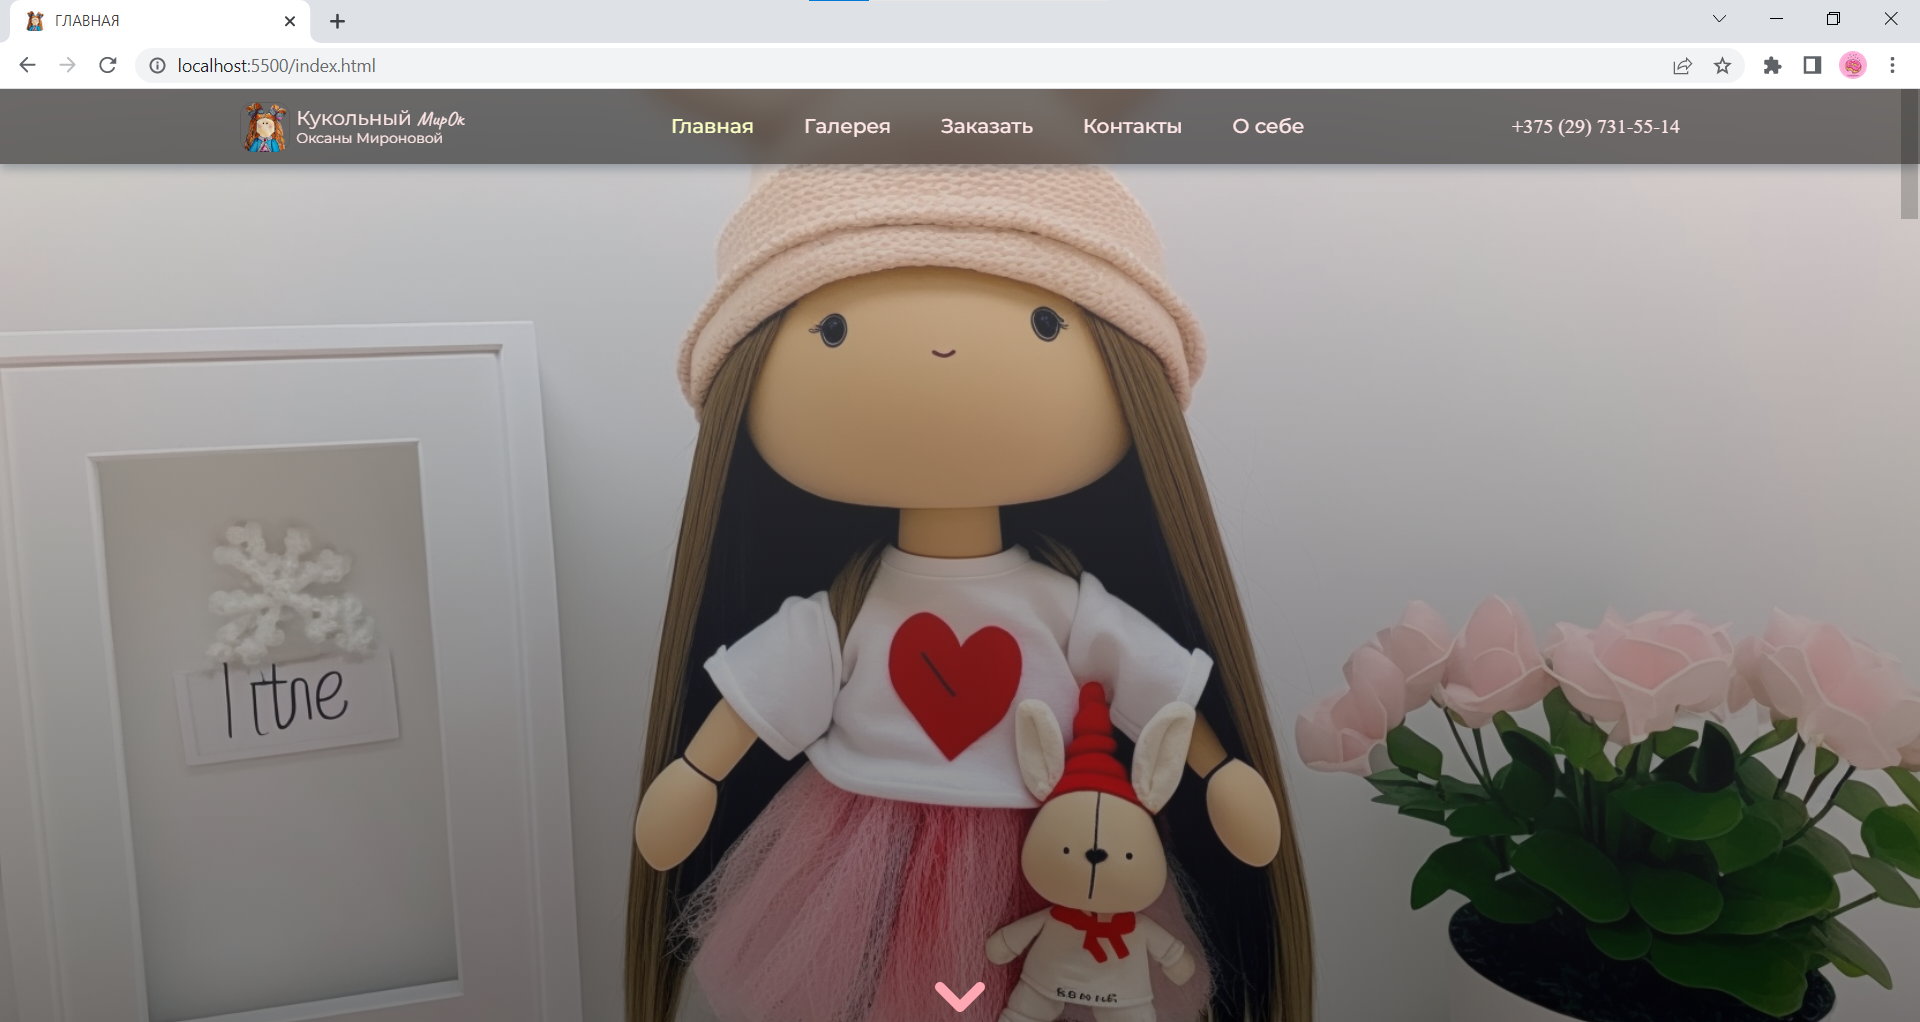 ГЛАВНАЯ
localhost:5500/index.html
Кукольный МирОк
Оксаны Мироновой
Главная
Галерея
Заказать
Контакты
О себе
+375 (29) 731-55-14